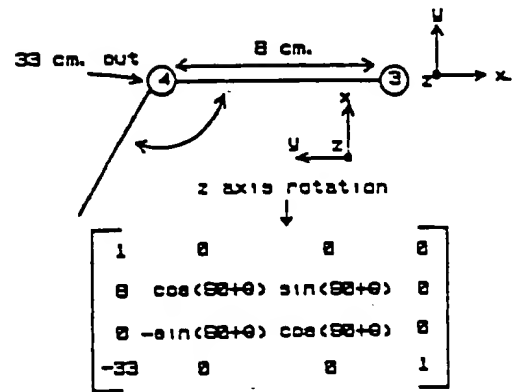 y
8 cm.
33 cm. out
4
3
z x
x
y z
z axis rotation
1 0 0 0
0 cos(90+θ) sin(90+θ) 0
0 -sin(90+θ) cos(90+θ) 0
-33 0 0 1